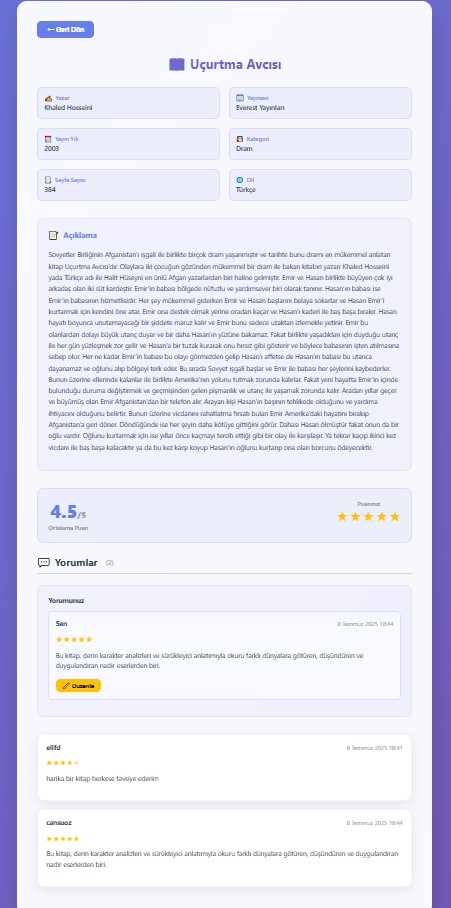 ← Geri Dön
Uçurtma Avcısı
Yazar
Khaled Hosseini
Yayınevi
Everest Yayınları
Yayın Yılı
2003
Kategori
Dram
Sayfa Sayısı
384
Dil
Türkçe
Açıklama
Sovyetler Birliğinin Afganistan'ı işgali ile birlikte birçok dram yaşanmıştır ve tarihte bunu dramı en mükemmel anlatan
kitap Uçurtma Avcısı'dır. Olaylara iki çocuğun gözünden mükemmel bir dram ile bakan kitabın yazarı Khaled Hosseini
yada Türkçe adı ile Halit Hüseyni en ünlü Afgan yazarlardan biri haline gelmiştir. Emir ve Hasan birlikte büyüyen çok iyi
arkadaş olan iki süt kardeştir. Emir'in babası bölgede nüfuzlu ve yardımsever biri olarak tanınır. Hasan'ın babası ise
Emir'in babasının hizmetlisidir. Her şey mükemmel giderken Emir ve Hasan başlarını belaya sokarlar ve Hasan Emir'i
kurtarmak için kendini öne atar. Emir ona destek olmak yerine oradan kaçar ve Hasan'ı kaderi ile baş başa bırakır. Hasan
hayatı boyunca unutamayacağı bir şiddete maruz kalır ve Emir bunu sadece uzaktan izlemekle yetinir. Emir bu
olanlardan dolayı büyük utanç duyar ve bir daha Hasan'ın yüzüne bakamaz. Fakat birlikte yaşadıkları için duyduğu utanç
ile her gün yüzleşmek zor gelir ve Hasan'a bir tuzak kurarak onu hırsız gibi gösterir ve böylece babasının işten atılmasına
sebep olur. Her ne kadar Emir'in babası bu olayı görmezden gelip Hasan'ı affetse de Hasan'ın babası bu utanca
dayanamaz ve oğlunu alıp bölgeyi terk eder. Bu sırada Sovyet işgali başlar ve Emir ile babası her şeylerini kaybederler.
Bunun üzerine ellerinde kalanlar ile birlikte Amerika'nın yolunu tutmak zorunda kalırlar. Fakat yeni hayatta Emir'in içinde
bulunduğu duruma değiştirmek ve geçmişinden gelen pişmanlık ve utanç ile yaşamak zorunda kalır. Aradan yıllar geçer
ve büyümüş olan Emir Afganistan'dan bir telefon alır. Arayan kişi Hasan'ın başının tehlikede olduğunu ve yardıma
ihtiyacını olduğunu belirtir. Bunun üzerine vicdanını rahatlatma fırsatı bulan Emir Amerika'daki hayatını bırakıp
Afganistan'a geri döner. Döndüğünde ise her şeyin daha kötüye gittiğini görür. Dahası Hasan ölmüştür fakat onun da bir
oğlu vardır. Oğlunu kurtarmak için ise yıllar önce kaçmayı tercih ettiği gibi bir olay ile karşılaşır. Ya tekrar kaçıp ikinci kez
vicdanı ile baş başa kalacaktır ya da bu kez karşı koyup Hasan'ın oğlunu kurtarıp ona olan borcunu ödeyecektir.
4.5/5
Ortalama Puan
Puanınız
Yorumlar (2)
Yorumunuz
Sen
8 Temmuz 2025 18:44
Bu kitap, derin karakter analizleri ve sürükleyici anlatımıyla okuru farklı dünyalara götüren, düşündüren ve
duygulandıran nadir eserlerden biri.
Düzenle
elifd
8 Temmuz 2025 18:41
harika bir kitap herkese tavsiye ederim
cansuoz
8 Temmuz 2025 18:44
Bu kitap, derin karakter analizleri ve sürükleyici anlatımıyla okuru farklı dünyalara götüren, düşündüren ve duygulandıran
nadir eserlerden biri.